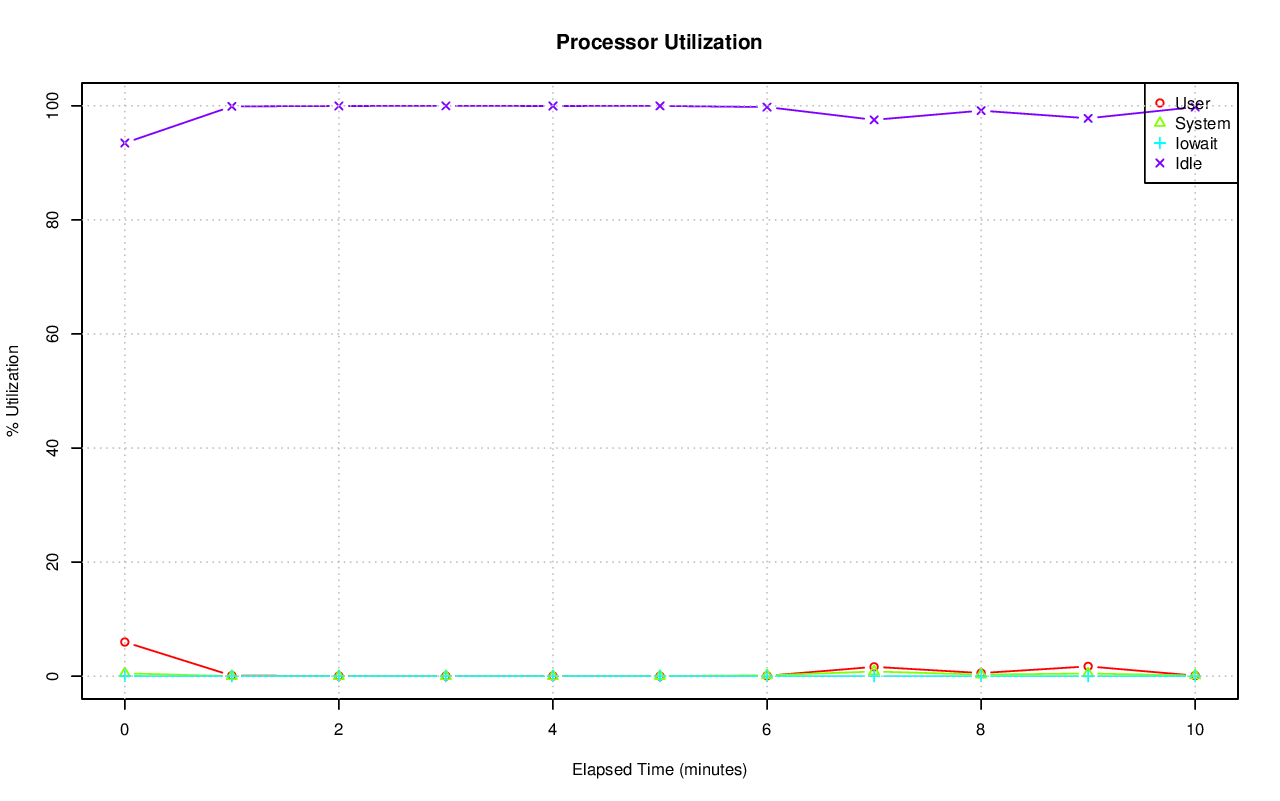 Processor Utilization
100
80
60
40
20
0
% Utilization
User
System
Iowait
Idle
0 2 4 6 8 10
Elapsed Time (minutes)